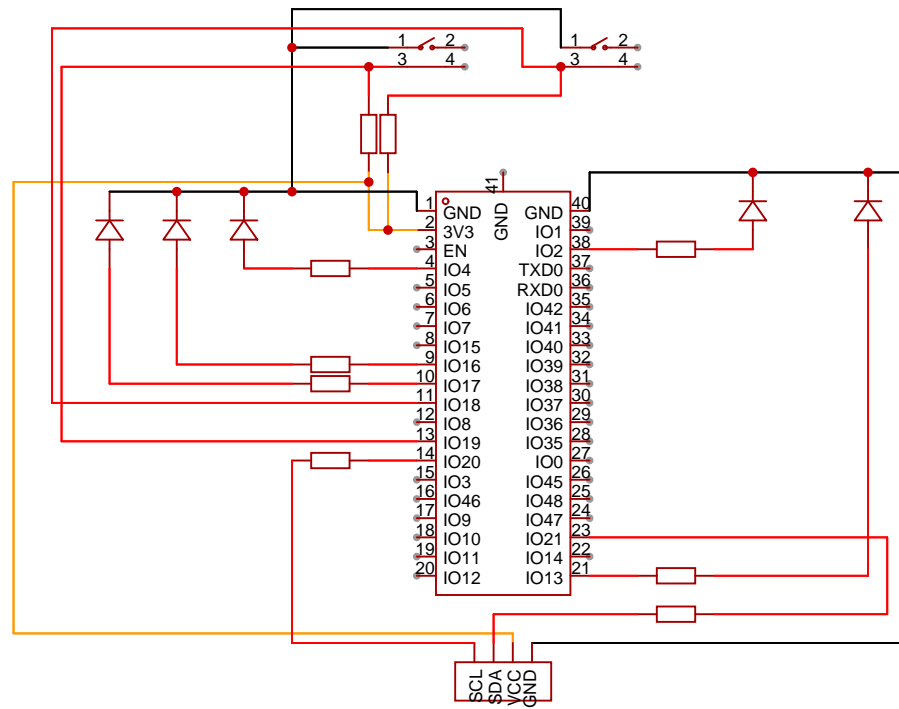 1 2
3 4
1 2
3 4
41
GND
1 GND
2 3V3
3 EN
4 IO4
5 IO5
6 IO6
7 IO7
8 IO15
9 IO16
10 IO17
11 IO18
12 IO8
13 IO19
14 IO20
15 IO3
16 IO46
17 IO9
18 IO10
19 IO11
20 IO12
GND 40
IO1 39
IO2 38
TXD0 37
RXD0 36
IO42 35
IO41 34
IO40 33
IO39 32
IO38 31
IO37 30
IO36 29
IO35 28
IO0 27
IO45 26
IO48 25
IO47 24
IO21 23
IO14 22
IO13 21
SCL
SDA
VCC
GND